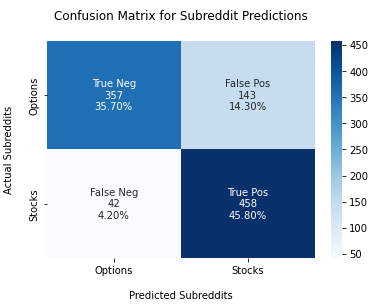 Confusion Matrix for Subreddit Predictions
True Neg
357
35.70%
False Pos
143
14.30%
False Neg
42
4.20%
True Pos
458
45.80%
Options
Stocks
Actual Subreddits
Options
Stocks
Predicted Subreddits
450
400
350
300
250
200
150
100
50